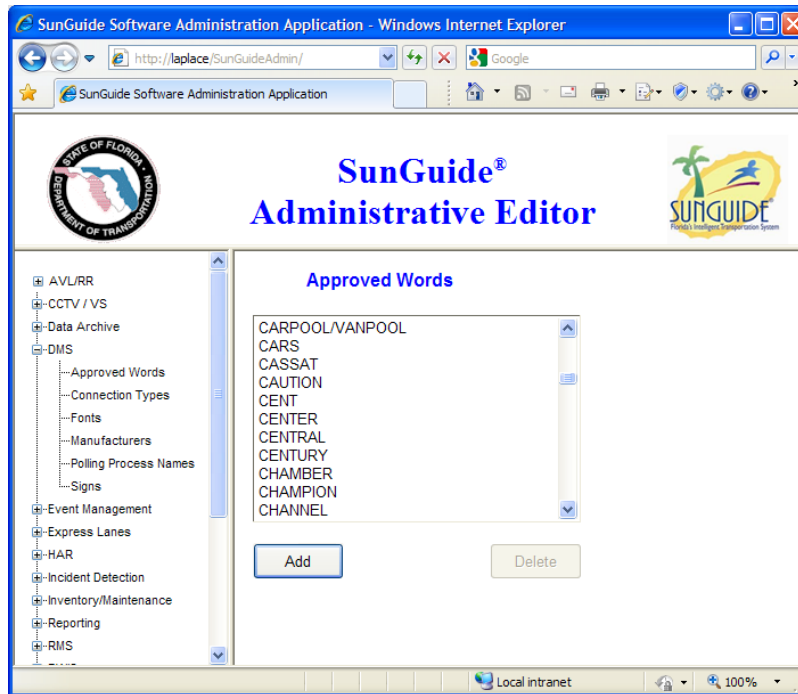 SunGuide Software Administration Application - Windows Internet Explorer
http://laplace/SunGuideAdmin/
Google
SunGuide Software Administration Application
STATE OF FLORIDA
DEPARTMENT OF TRANSPORTATION
SunGuide®
Administrative Editor
SUNGUIDE®
Florida's Intelligent Transportation System
AVL/RR
CCTV / VS
Data Archive
DMS
Approved Words
Connection Types
Fonts
Manufacturers
Polling Process Names
Signs
Event Management
Express Lanes
HAR
Incident Detection
Inventory/Maintenance
Reporting
RMS
Approved Words
CARPOOL/VANPOOL
CARS
CASSAT
CAUTION
CENT
CENTER
CENTRAL
CENTURY
CHAMBER
CHAMPION
CHANNEL
Add
Delete
Local intranet
100%